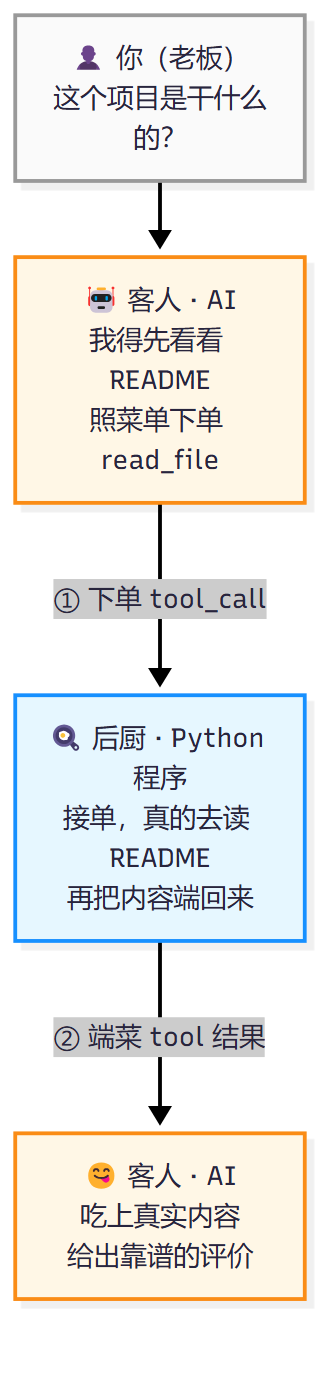 👤 你（老板）
这个项目是干什么
的？
🤖 客人 · AI
我得先看看
README
照菜单下单
read_file
① 下单 tool_call
🍳 后厨 · Python
程序
接单，真的去读
README
再把内容端回来
② 端菜 tool 结果
😋 客人 · AI
吃上真实内容
给出靠谱的评价